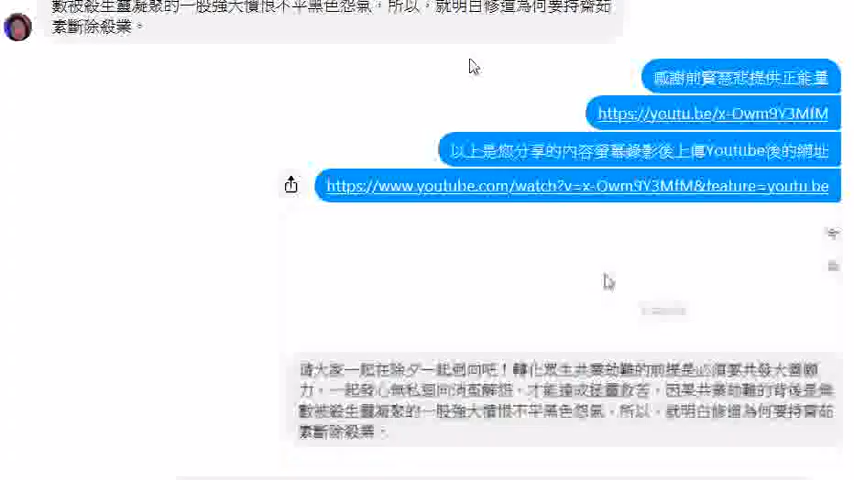 數被殺生靈凝聚的一股強大憤恨不平黑色怨氣，所以，就明白修道為何要持齋茹
素斷除殺業。
感謝前賢慈悲提供正能量
https://youtu.be/x-Owm9Y3MfM
以上是您分享的內容螢幕錄影後上傳Youtube後的網址
https://www.youtube.com/watch?v=x-Owm9Y3MfM&feature=youtu.be
請大家一起在除夕一起迴向吧！轉化眾生共業劫難的前提是必須要共發大善願
力，一起發心無私迴向消冤解怨，才能達成拯靈救苦，因果共業劫難的背後是無
數被殺生靈凝聚的一股強大憤恨不平黑色怨氣，所以，就明白修道為何要持齋茹
素斷除殺業。